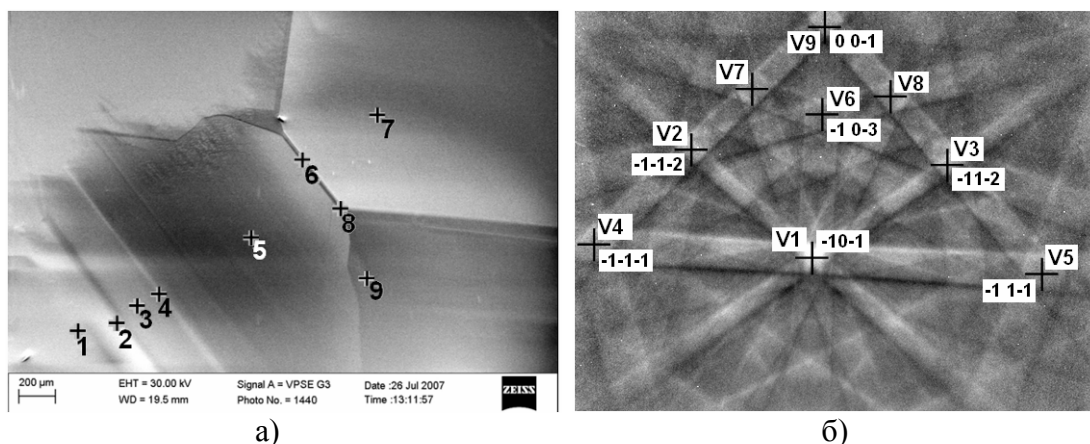 7
6
8
5
9
4
3
2
1
200 µm
EHT = 30.00 kV
WD = 19.5 mm
Signal A = VPSE G3
Photo No. = 1440
Date :26 Jul 2007
Time :13:11:57
ZEISS
а)
V9
0 0-1
V7
V8
V6
-1 0-3
V2
-1-1-2
V3
-11-2
V4
-1-1-1
V1
-10-1
V5
-1 1-1
б)